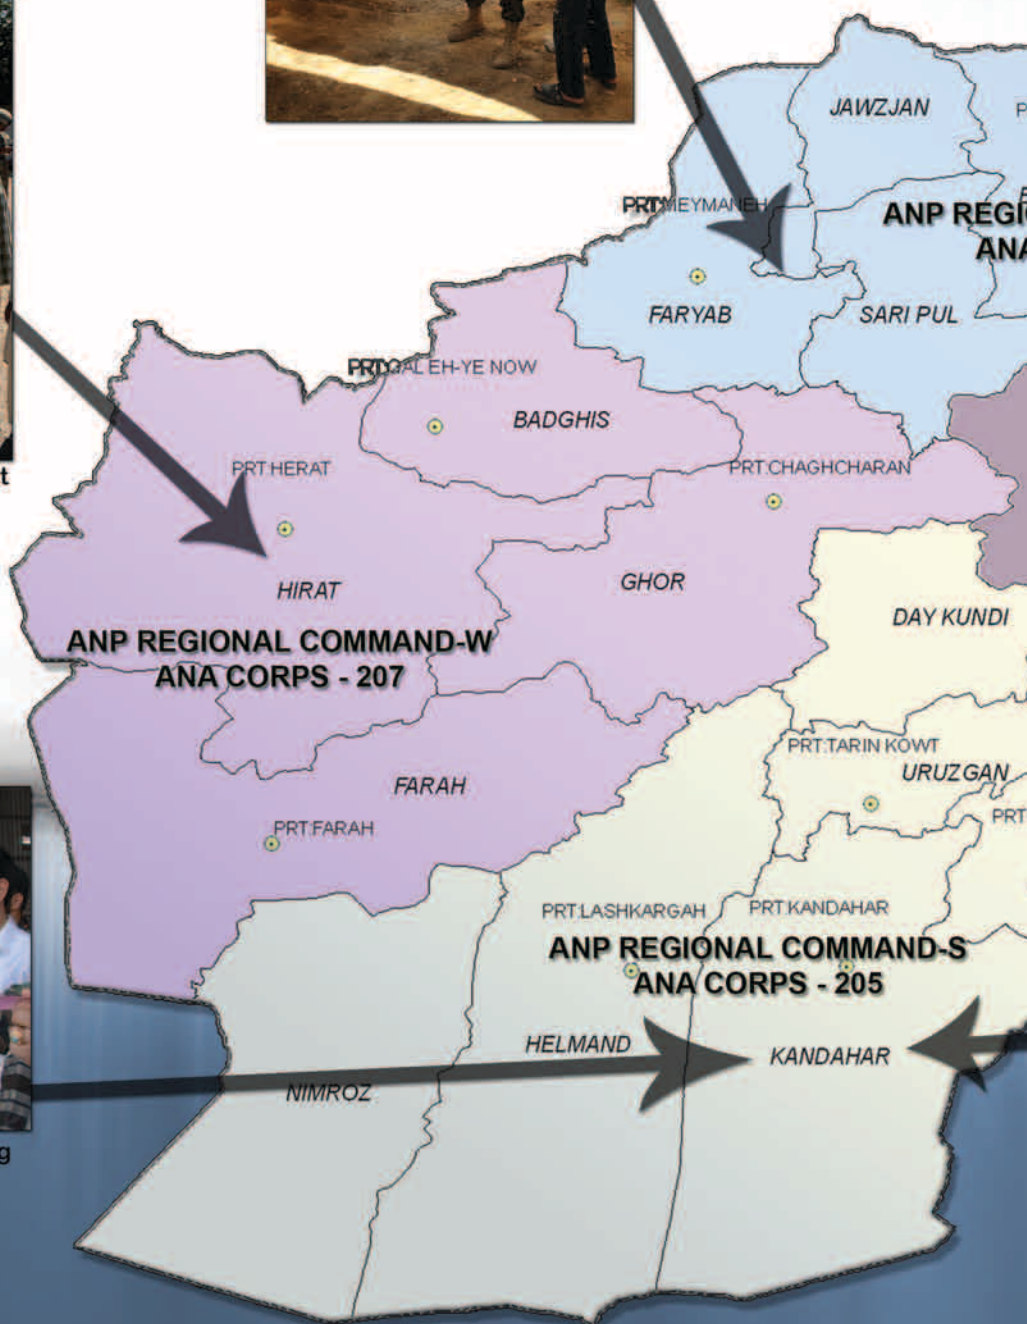 JAWZJAN
PRT:MEYMANEH
ANP REGI
ANA
FARYAB
SARI PUL
PRT:QAL EH-YE NOW
BADGHIS
t
PRT:HERAT
PRT:CHAGHCHARAN
HIRAT
GHOR
DAY KUNDI
ANP REGIONAL COMMAND-W
ANA CORPS - 207
PRT:TARIN KOWT
URUZGAN
FARAH
PRT
PRT:FARAH
PRT:LASHKARGAH
PRT:KANDAHAR
ANP REGIONAL COMMAND-S
ANA CORPS - 205
HELMAND
KANDAHAR
NIMROZ
g